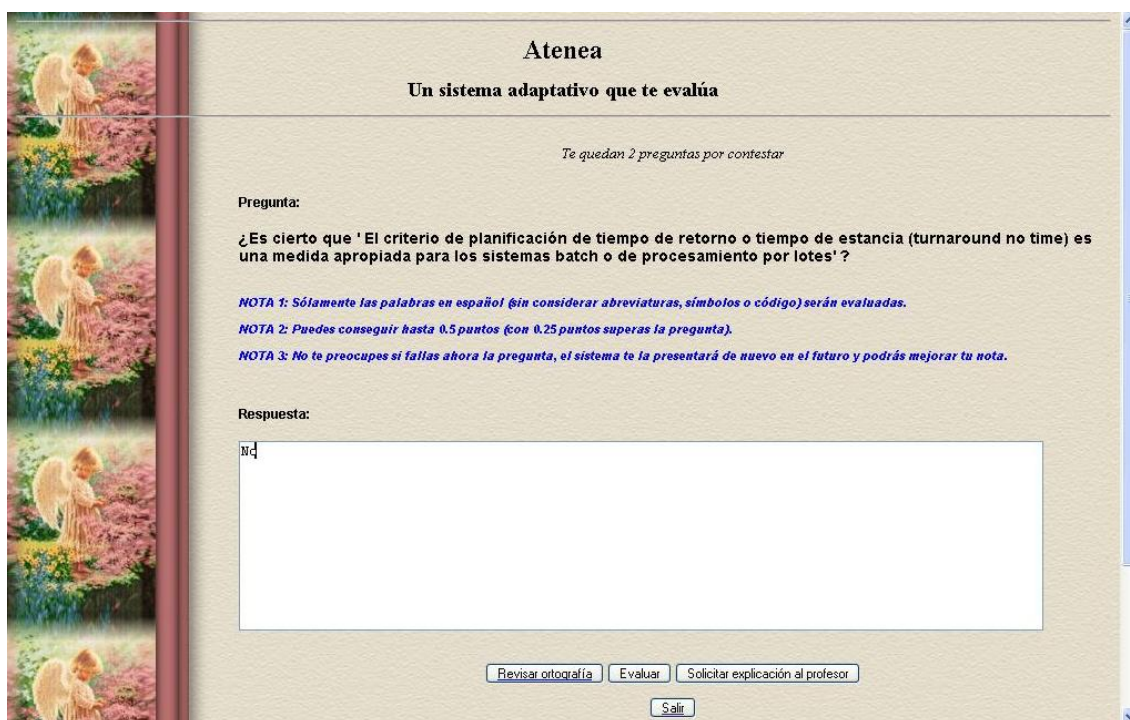 Atenea
Un sistema adaptativo que te evalúa
Te quedan 2 preguntas por contestar
Pregunta:
¿Es cierto que ' El criterio de planificación de tiempo de retorno o tiempo de estancia (turnaround no time) es
una medida apropiada para los sistemas batch o de procesamiento por lotes' ?
NOTA 1: Sólamente las palabras en español (sin considerar abreviaturas, símbolos o código) serán evaluadas.
NOTA 2: Puedes conseguir hasta 0.5 puntos (con 0.25 puntos superas la pregunta).
NOTA 3: No te preocupes si fallas ahora la pregunta, el sistema te la presentará de nuevo en el futuro y podrás mejorar tu nota.
Respuesta:
No
Revisar ortografía Evaluar Solicitar explicación al profesor
Salir